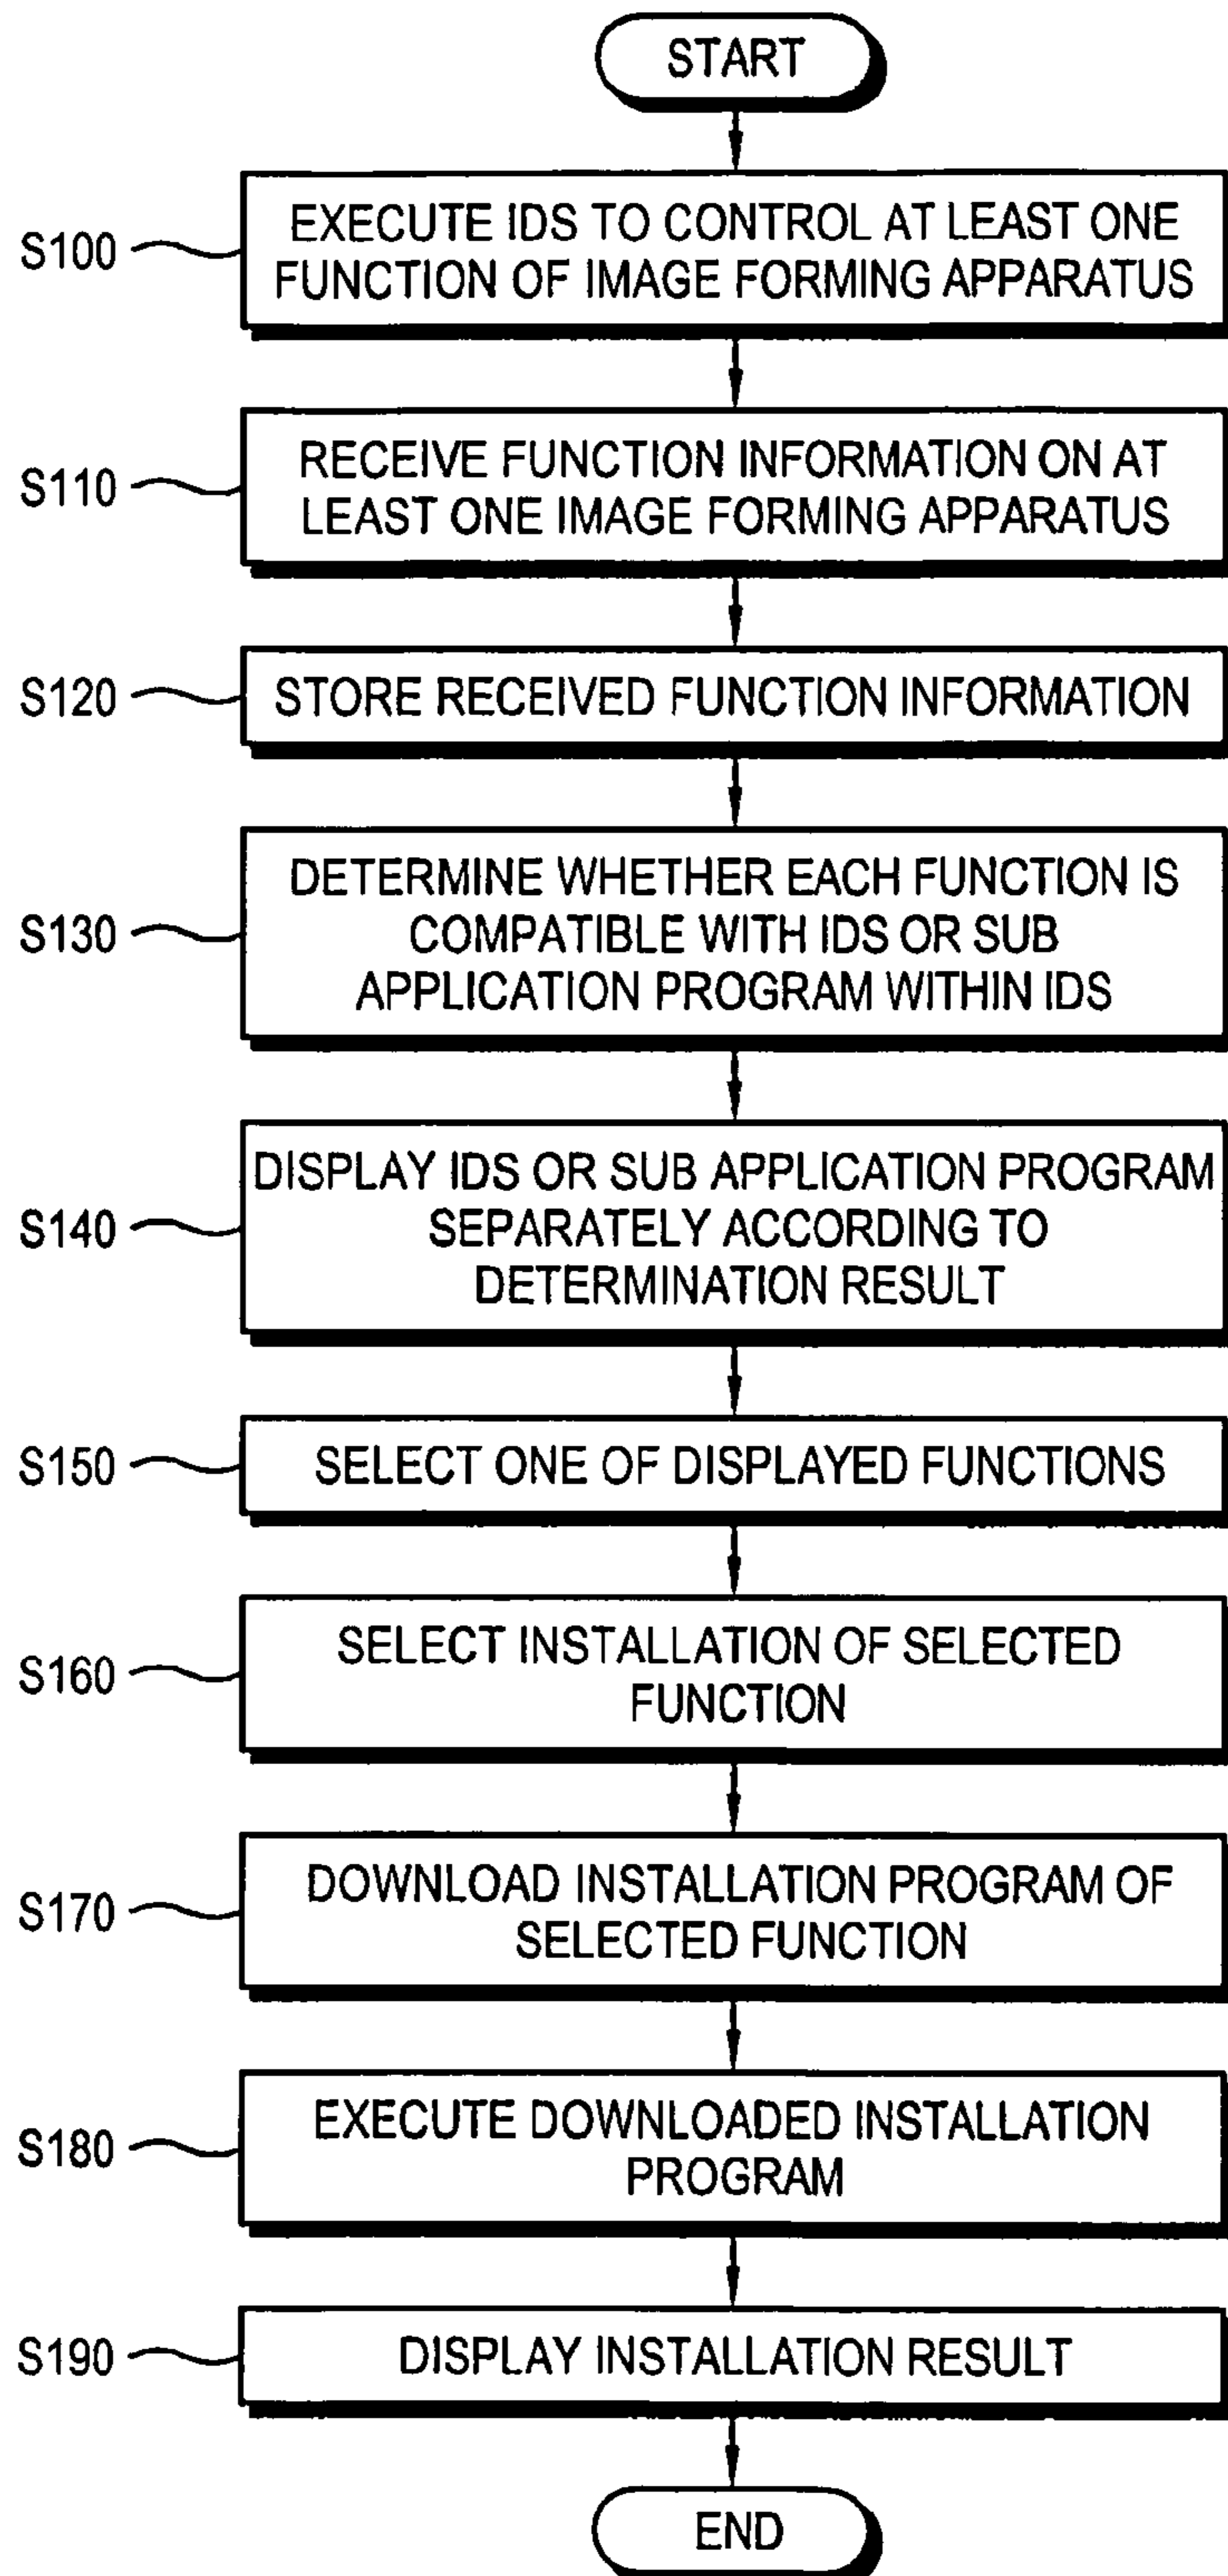 START
S100
EXECUTE IDS TO CONTROL AT LEAST ONE
FUNCTION OF IMAGE FORMING APPARATUS
S110
RECEIVE FUNCTION INFORMATION ON AT
LEAST ONE IMAGE FORMING APPARATUS
S120
STORE RECEIVED FUNCTION INFORMATION
S130
DETERMINE WHETHER EACH FUNCTION IS
COMPATIBLE WITH IDS OR SUB
APPLICATION PROGRAM WITHIN IDS
S140
DISPLAY IDS OR SUB APPLICATION PROGRAM
SEPARATELY ACCORDING TO
DETERMINATION RESULT
S150
SELECT ONE OF DISPLAYED FUNCTIONS
S160
SELECT INSTALLATION OF SELECTED
FUNCTION
S170
DOWNLOAD INSTALLATION PROGRAM OF
SELECTED FUNCTION
S180
EXECUTE DOWNLOADED INSTALLATION
PROGRAM
S190
DISPLAY INSTALLATION RESULT
END